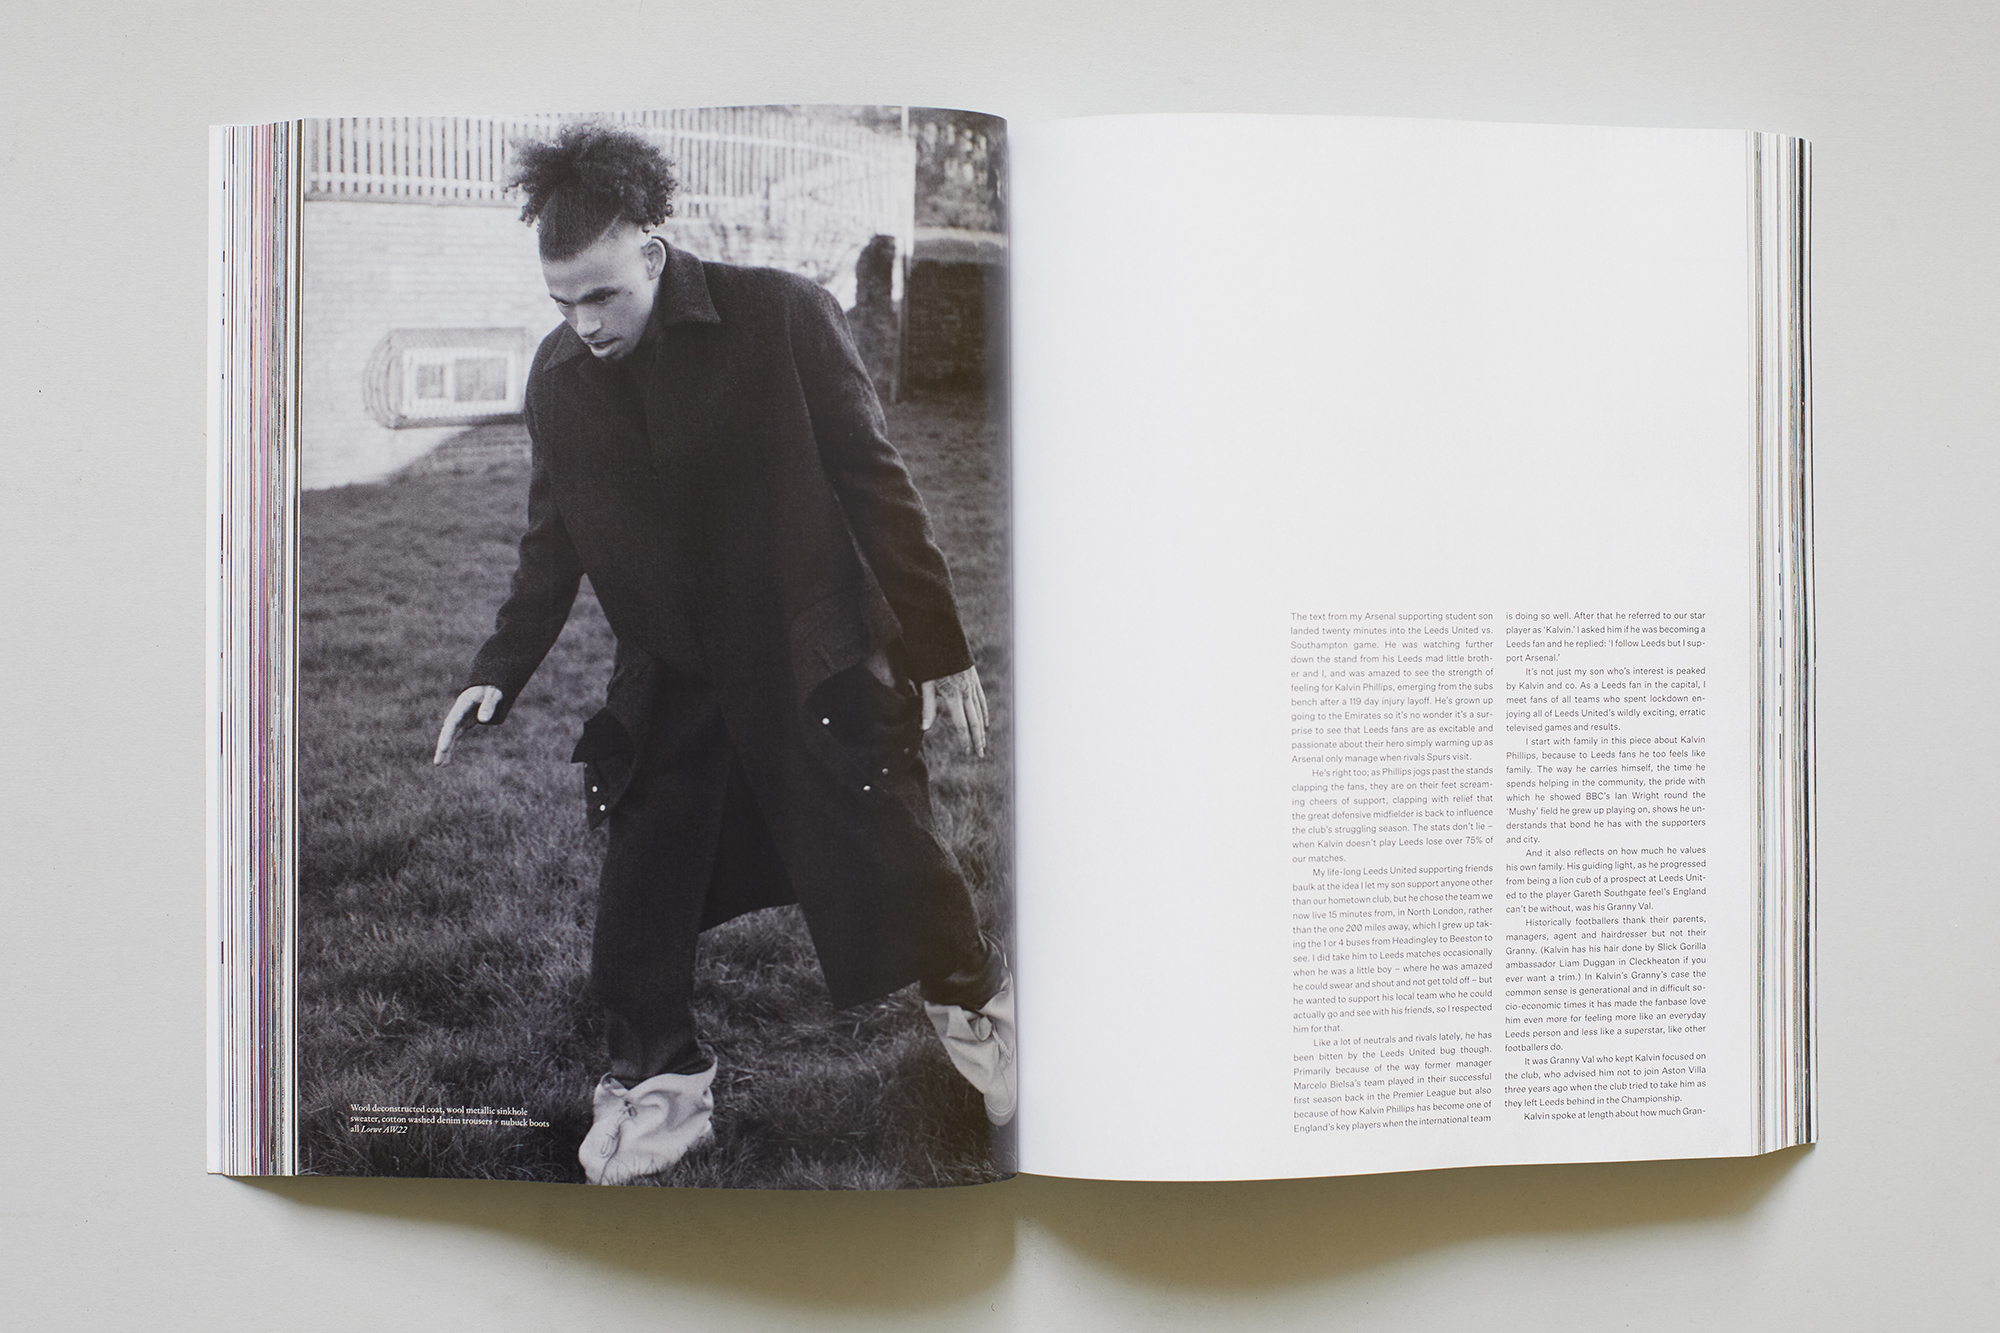 Wool deconstructed coat, wool metallic sinkhole
sweater, cotton washed denim trousers + nubuck boots
all Loewe AW22
The text from my Arsenal supporting student son
landed twenty minutes into the Leeds United vs.
Southampton game. He was watching further
down the stand from his Leeds mad little broth-
er and I, and was amazed to see the strength of
feeling for Kalvin Phillips, emerging from the subs
bench after a 119 day injury layoff. He's grown up
going to the Emirates so it's no wonder it's a sur-
prise to see that Leeds fans are as excitable and
passionate about their hero simply warming up as
Arsenal only manage when rivals Spurs visit.
He's right too; as Phillips jogs past the stands
clapping the fans, they are on their feet scream-
ing cheers of support, clapping with relief that
the great defensive midfielder is back to influence
the club's struggling season. The stats don't lie –
when Kalvin doesn't play Leeds lose over 75% of
our matches.
My life-long Leeds United supporting friends
baulk at the idea I let my son support anyone other
than our hometown club, but he chose the team we
now live 15 minutes from, in North London, rather
than the one 200 miles away, which I grew up tak-
ing the 1 or 4 buses from Headingley to Beeston to
see. I did take him to Leeds matches occasionally
when he was a little boy – where he was amazed
he could swear and shout and not get told off – but
he wanted to support his local team who he could
actually go and see with his friends, so I respected
him for that.
Like a lot of neutrals and rivals lately, he has
been bitten by the Leeds United bug though.
Primarily because of the way former manager
Marcelo Bielsa's team played in their successful
first season back in the Premier League but also
because of how Kalvin Phillips has become one of
England's key players when the international team
is doing so well. After that he referred to our star
player as 'Kalvin.' I asked him if he was becoming a
Leeds fan and he replied: 'I follow Leeds but I sup-
port Arsenal.'
It's not just my son who's interest is peaked
by Kalvin and co. As a Leeds fan in the capital, I
meet fans of all teams who spent lockdown en-
joying all of Leeds United's wildly exciting, erratic
televised games and results.
I start with family in this piece about Kalvin
Phillips, because to Leeds fans he too feels like
family. The way he carries himself, the time he
spends helping in the community, the pride with
which he showed BBC's Ian Wright round the
'Mushy' field he grew up playing on, shows he un-
derstands that bond he has with the supporters
and city.
And it also reflects on how much he values
his own family. His guiding light, as he progressed
from being a lion cub of a prospect at Leeds Unit-
ed to the player Gareth Southgate feel's England
can't be without, was his Granny Val.
Historically footballers thank their parents,
managers, agent and hairdresser but not their
Granny. (Kalvin has his hair done by Slick Gorilla
ambassador Liam Duggan in Cleckheaton if you
ever want a trim.) In Kalvin's Granny's case the
common sense is generational and in difficult so-
cio-economic times it has made the fanbase love
him even more for feeling more like an everyday
Leeds person and less like a superstar, like other
footballers do.
It was Granny Val who kept Kalvin focused on
the club, who advised him not to join Aston Villa
three years ago when the club tried to take him as
they left Leeds behind in the Championship.
Kalvin spoke at length about how much Gran-